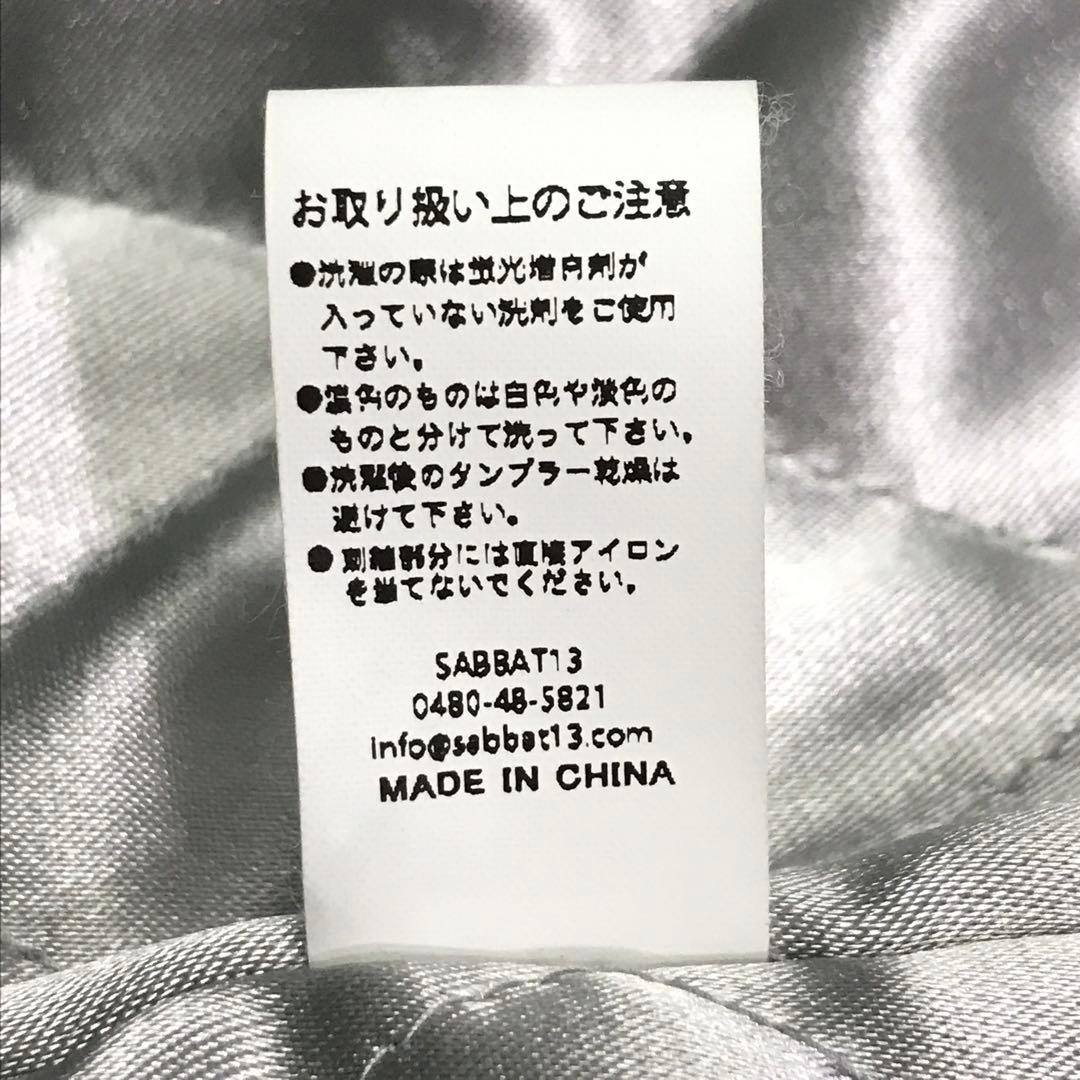 お取り扱い上のご注意
●洗濯の際は蛍光増白剤が
入っていない洗剤をご使用
下さい。
●濃色のものは白色や淡色の
ものと分けて洗って下さい。
●洗濯後のタンブラー乾燥は
避けて下さい。
●刺繍部分には直接アイロン
を当てないでください。
SABBAT13
0480-48-5821
info@sabbat13.com
MADE IN CHINA